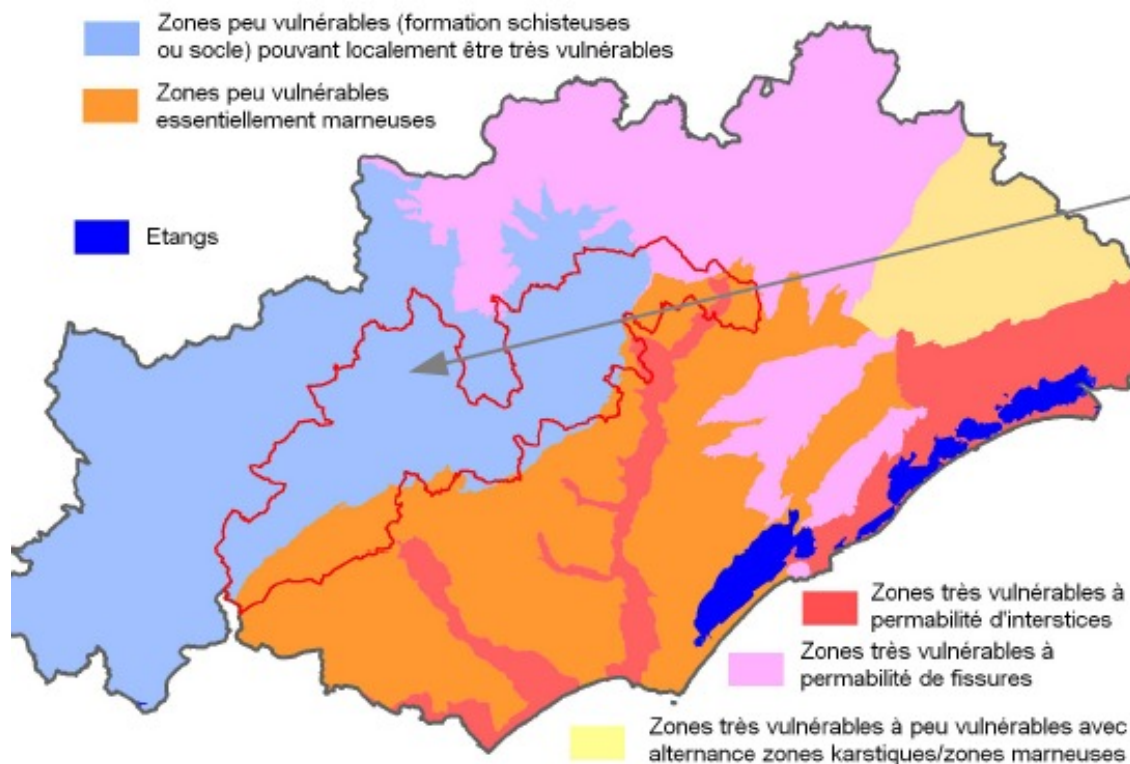 Zones peu vulnérables (formation schisteuses
ou socle) pouvant localement être très vulnérables
Zones peu vulnérables
essentiellement marneuses
Etangs
Zones très vulnérables à
permabilité d'interstices
Zones très vulnérables à
permabilité de fissures
Zones très vulnérables à peu vulnérables avec
alternance zones karstiques/zones marneuses